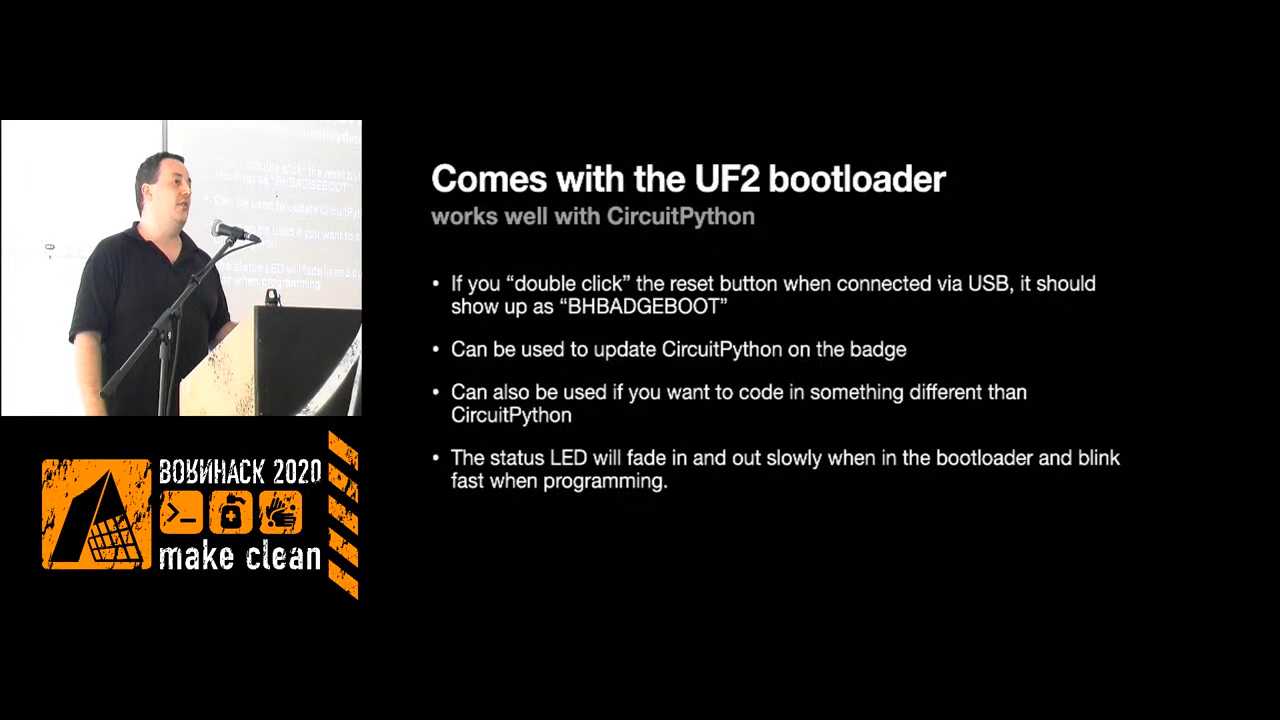 Comes with the UF2 bootloader
works well with CircuitPython
• If you “double click” the reset button when connected via USB, it should
show up as “BHBADGEBOOT”
• Can be used to update CircuitPython on the badge
• Can also be used if you want to code in something different than
CircuitPython
• The status LED will fade in and out slowly when in the bootloader and blink
fast when programming.
BORNHACK 2020
make clean